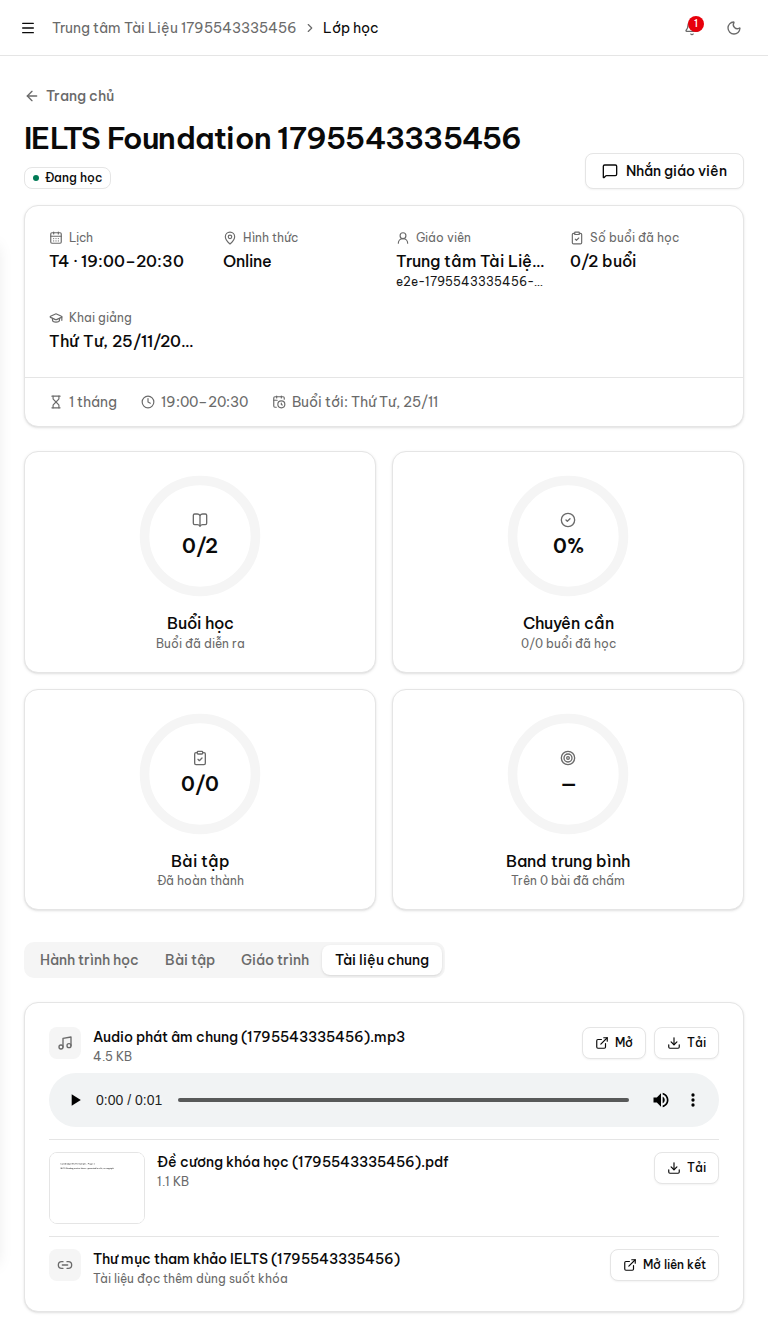 Trung tâm Tài Liệu 1795543335456 > Lớp học
1
Trang chủ
IELTS Foundation 1795543335456
Đang học
Nhắn giáo viên
Lịch
T4 · 19:00–20:30
Hình thức
Online
Giáo viên
Trung tâm Tài Liệ...
e2e-1795543335456-...
Số buổi đã học
0/2 buổi
Khai giảng
Thứ Tư, 25/11/20...
1 tháng
19:00–20:30
Buổi tới: Thứ Tư, 25/11
0/2
Buổi học
Buổi đã diễn ra
0%
Chuyên cần
0/0 buổi đã học
0/0
Bài tập
Đã hoàn thành
–
Band trung bình
Trên 0 bài đã chấm
Hành trình học
Bài tập
Giáo trình
Tài liệu chung
Audio phát âm chung (1795543335456).mp3
4.5 KB
Mở
Tải
0:00 / 0:01
Đề cương khóa học (1795543335456).pdf
1.1 KB
Tải
Thư mục tham khảo IELTS (1795543335456)
Tài liệu đọc thêm dùng suốt khóa
Mở liên kết